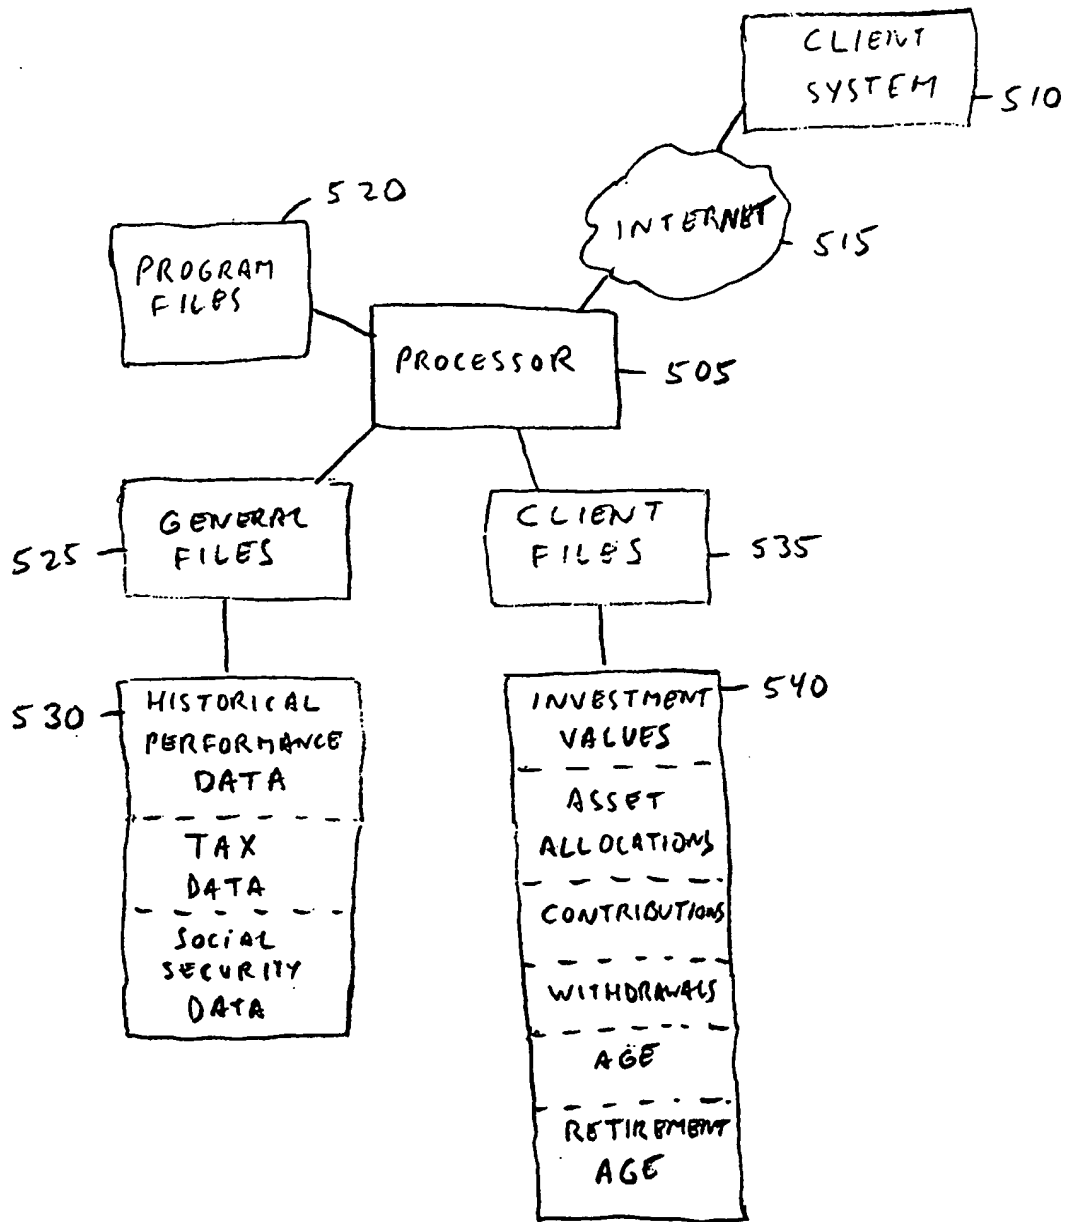 CLIENT
SYSTEM
510
INTERNET
515
520
PROGRAM
FILES
PROCESSOR
505
GENERAL
FILES
525
CLIENT
FILES
535
530
HISTORICAL
PERFORMANCE
DATA
TAX
DATA
SOCIAL
SECURITY
DATA
540
INVESTMENT
VALUES
ASSET
ALLOCATIONS
CONTRIBUTIONS
WITHDRAWALS
AGE
RETIREMENT
AGE